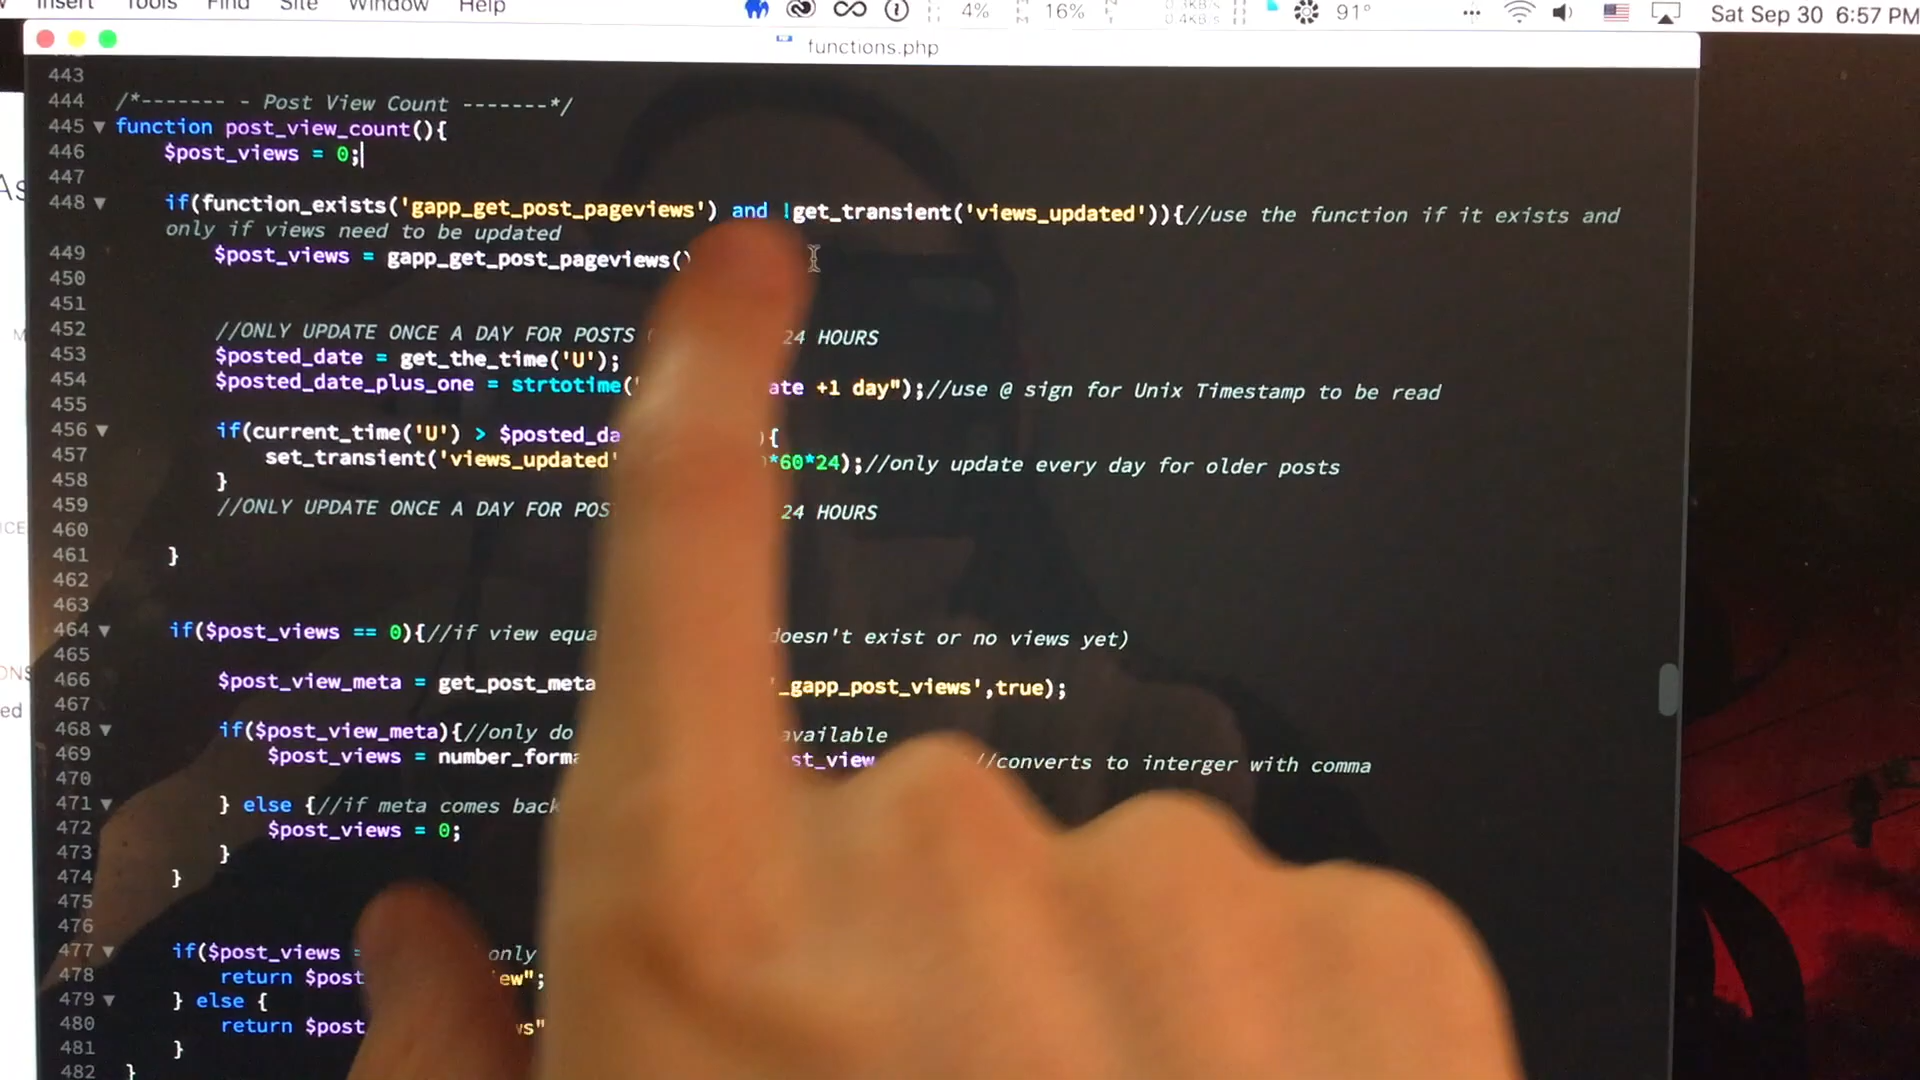 Insert Tools Find Site Window Help 4% 16% 0.4KB/s 91° Sat Sep 30 6:57 PM
functions.php
443
444 /*------- - Post View Count -------*/
445 function post_view_count(){
446 $post_views = 0;
447
448 if(function_exists('gapp_get_post_pageviews') and !get_transient('views_updated')){//use the function if it exists and
only if views need to be updated
449 $post_views = gapp_get_post_pageviews()
450
451
452 //ONLY UPDATE ONCE A DAY FOR POSTS 24 HOURS
453 $posted_date = get_the_time('U');
454 $posted_date_plus_one = strtotime(" ate +1 day");//use @ sign for Unix Timestamp to be read
455
456 if(current_time('U') > $posted_da ){
457 set_transient('views_updated' *60*24);//only update every day for older posts
458 }
459 //ONLY UPDATE ONCE A DAY FOR POS 24 HOURS
460
461 }
462
463
464 if($post_views == 0){//if view equa doesn't exist or no views yet)
465
466 $post_view_meta = get_post_meta '_gapp_post_views',true);
467
468 if($post_view_meta){//only do available
469 $post_views = number_forma st_view //converts to interger with comma
470
471 } else {//if meta comes back
472 $post_views = 0;
473 }
474 }
475
476
477 if($post_views = only
478 return $post ew";
479 } else {
480 return $post ws"
481 }
482 }
As
ICE
ONS
ed